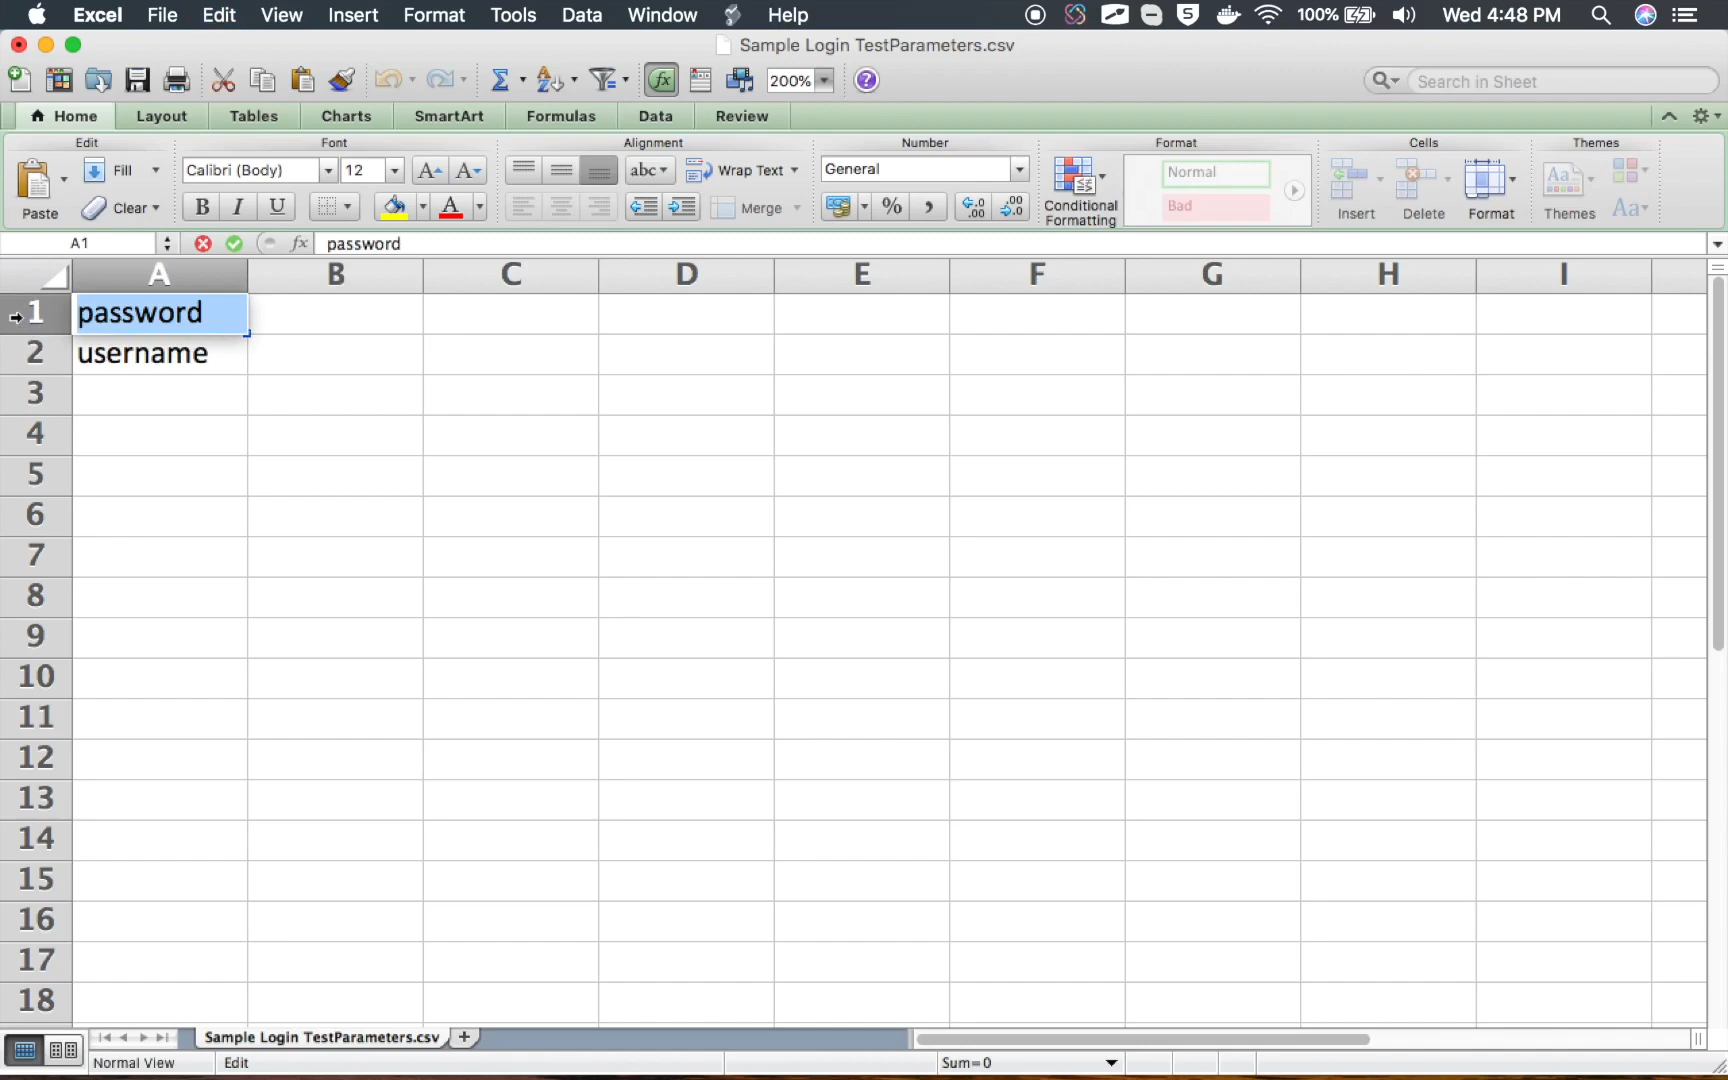 Excel File Edit View Insert Format Tools Data Window Help 100% Wed 4:48 PM
Sample Login TestParameters.csv
200% Search in Sheet
Home Layout Tables Charts SmartArt Formulas Data Review
Edit Font Alignment Number Format Cells Themes
Paste Fill Clear Calibri (Body) 12 abc Wrap Text Merge General Conditional Formatting Normal Bad Insert Delete Format Themes
A1 fx password
A B C D E F G H I
1 password
2 username
3
4
5
6
7
8
9
10
11
12
13
14
15
16
17
18
Sample Login TestParameters.csv
Normal View Edit Sum=0